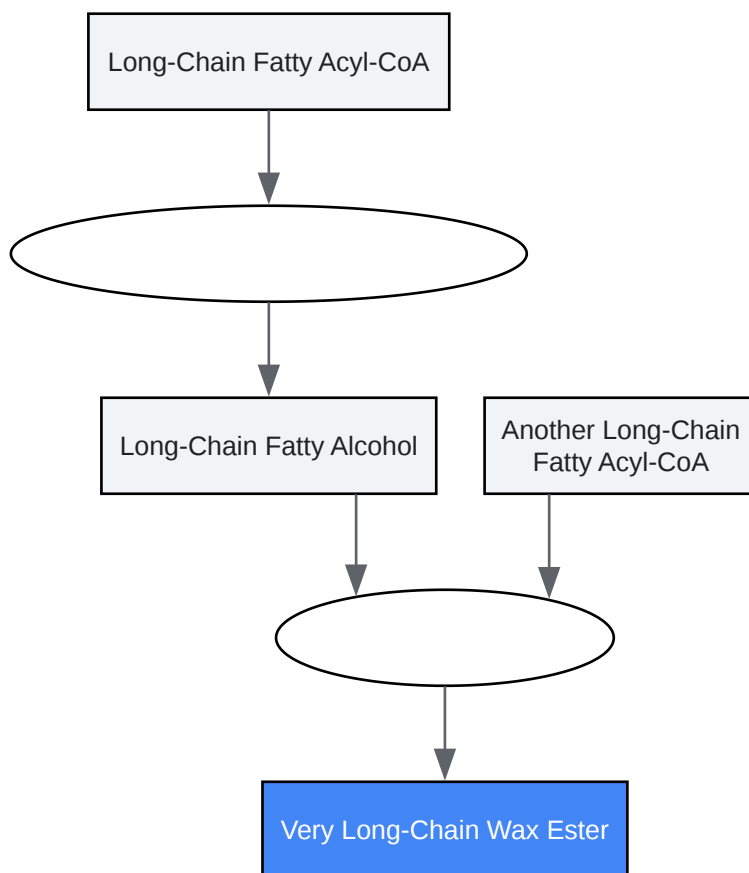 Long-Chain Fatty Acyl-CoA
Long-Chain Fatty Alcohol
Another Long-Chain
Fatty Acyl-CoA
Very Long-Chain Wax Ester